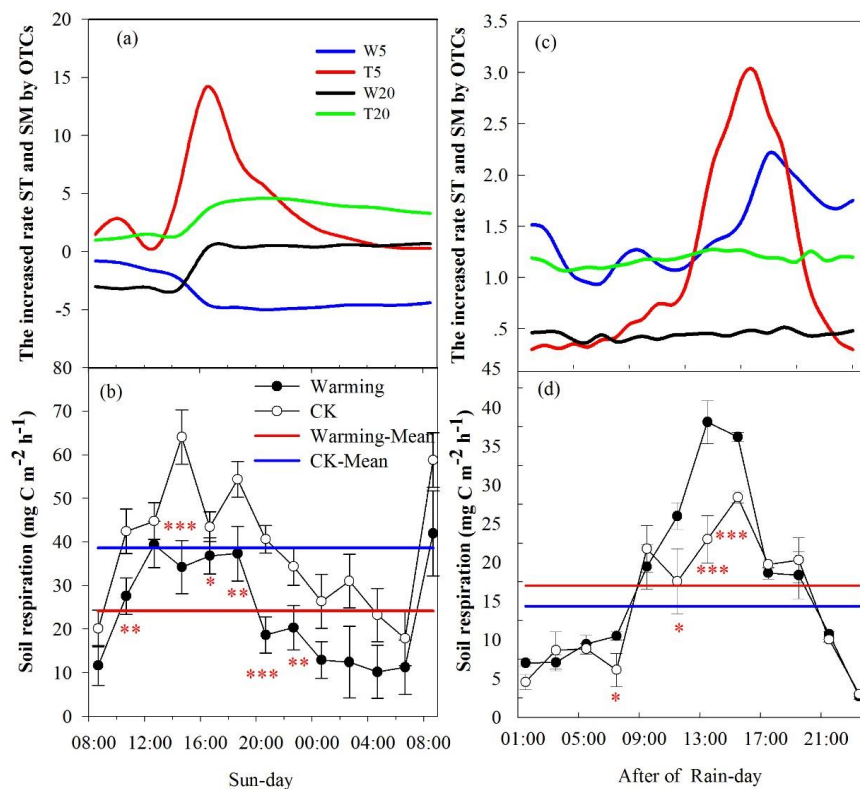 (a)
W5
T5
W20
T20
The increased rate ST and SM by OTCs
20
15
10
5
0
-5
80
(c)
The increased rate ST and SM by OTCs
3.5
3.0
2.5
2.0
1.5
1.0
.5
45
(b)
Warming
CK
Warming-Mean
CK-Mean
Soil respiration (mg C m⁻² h⁻¹)
70
60
50
40
30
20
10
0
***
*
**
**
***
**
08:00 12:00 16:00 20:00 00:00 04:00 08:00
Sun-day
(d)
Soil respiration (mg C m⁻² h⁻¹)
40
35
30
25
20
15
10
5
0
***
***
*
*
01:00 05:00 09:00 13:00 17:00 21:00
After of Rain-day